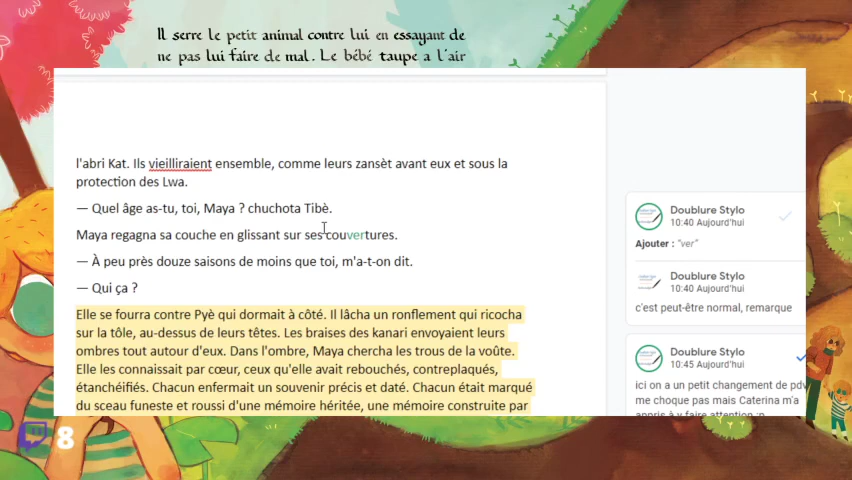 Il serre le petit animal contre lui en essayant de
ne pas lui faire de mal. Le bébé taupe a l'air
l'abri Kat. Ils vieilliraient ensemble, comme leurs zansèt avant eux et sous la
protection des Lwa.
— Quel âge as-tu, toi, Maya ? chuchota Tibè.
Maya regagna sa couche en glissant sur ses couvertures.
— À peu près douze saisons de moins que toi, m'a-t-on dit.
— Qui ça ?
Elle se fourra contre Pyè qui dormait à côté. Il lâcha un ronflement qui ricocha
sur la tôle, au-dessus de leurs têtes. Les braises des kanari envoyaient leurs
ombres tout autour d'eux. Dans l'ombre, Maya chercha les trous de la voûte.
Elle les connaissait par cœur, ceux qu'elle avait rebouchés, contreplaqués,
étanchéifiés. Chacun enfermait un souvenir précis et daté. Chacun était marqué
du sceau funeste et roussi d'une mémoire héritée, une mémoire construite par
Doublure Stylo
10:40 Aujourd'hui
Ajouter : "ver"
Doublure Stylo
10:40 Aujourd'hui
c'est peut-être normal, remarque
Doublure Stylo
10:45 Aujourd'hui
ici on a un petit changement de pdv
me choque pas mais Caterina m'a
appris à y faire attention :p
8